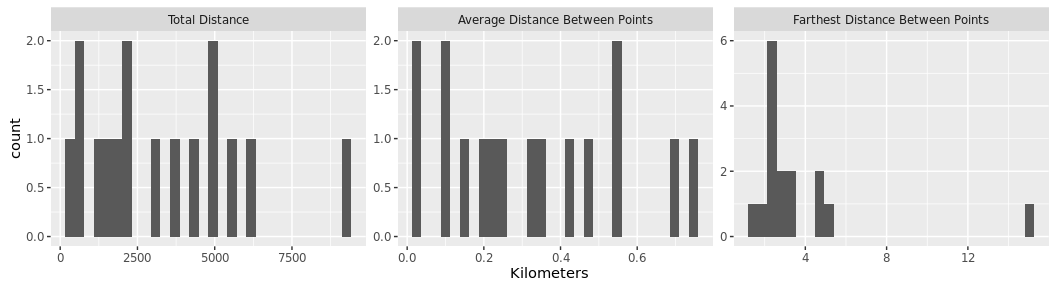 Total Distance
Average Distance Between Points
Farthest Distance Between Points
count
2.0
1.5
1.0
0.5
0.0
2.0
1.5
1.0
0.5
0.0
6
4
2
0
0 2500 5000 7500
0.0 0.2 0.4 0.6
4 8 12
Kilometers